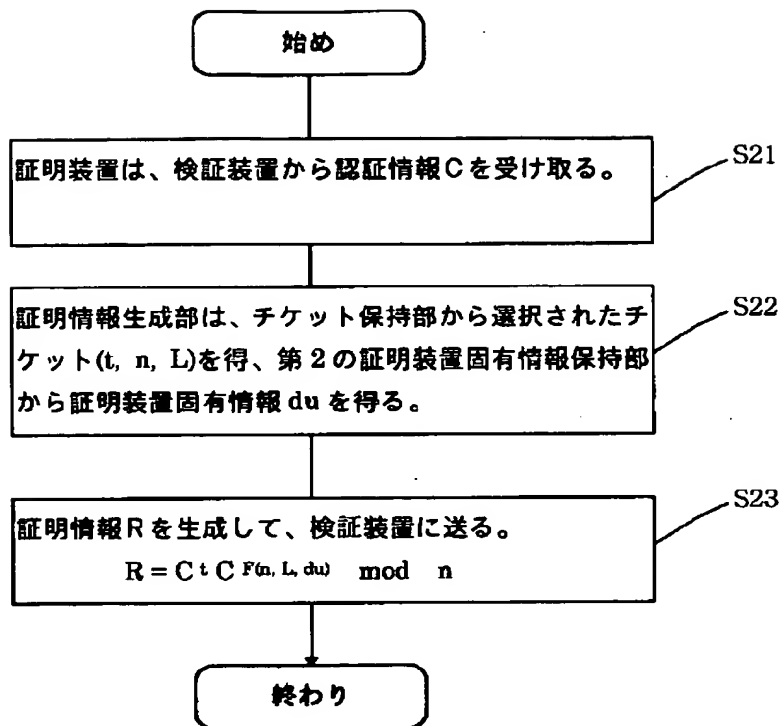 始め
証明装置は、検証装置から認証情報Cを受け取る。
S21
証明情報生成部は、チケット保持部から選択されたチ
ケット(t, n, L)を得、第2の証明装置固有情報保持部
から証明装置固有情報 du を得る。
S22
証明情報Rを生成して、検証装置に送る。
R = C t C F(n, L, du) mod n
S23
終わり